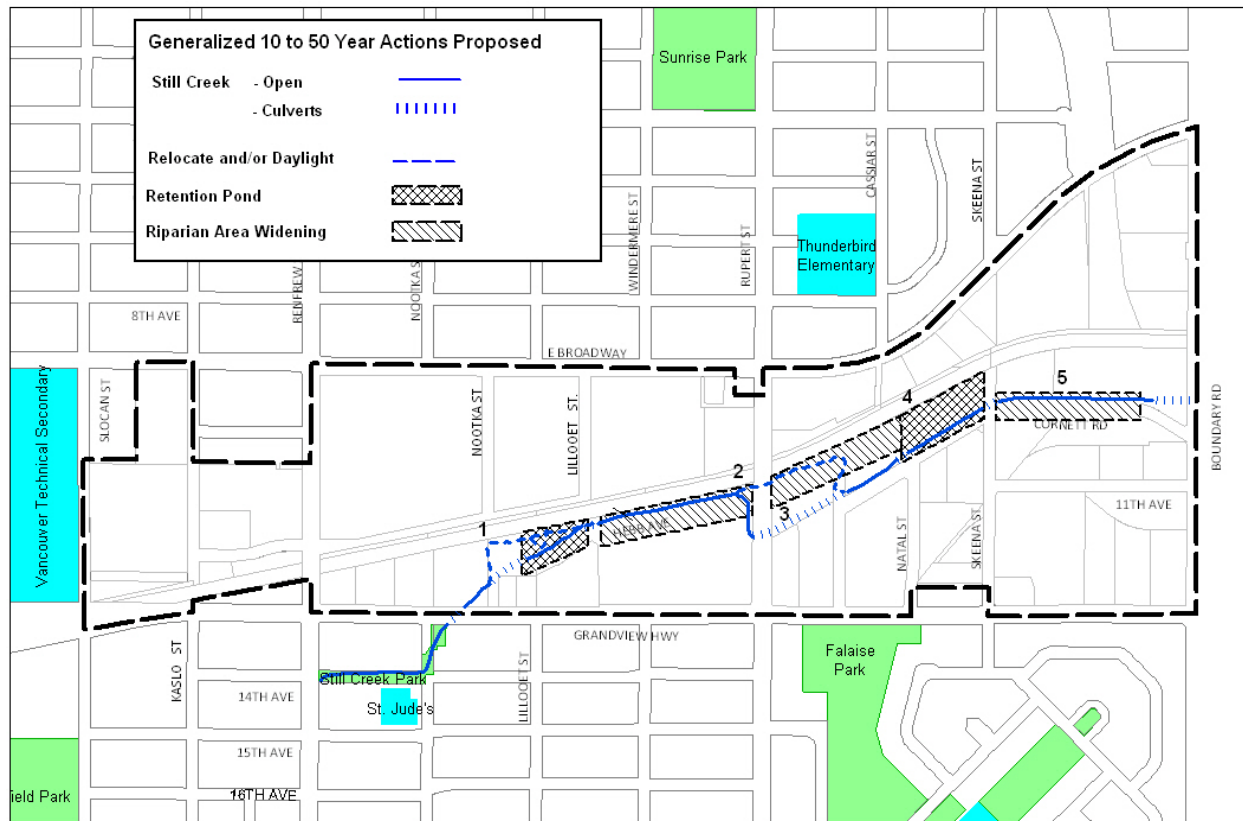 Generalized 10 to 50 Year Actions Proposed
Still Creek - Open
- Culverts
Relocate and/or Daylight
Retention Pond
Riparian Area Widening
Sunrise Park
CASSIAR ST
SKEENA ST
WINDERMERE ST
RUPERT ST
Thunderbird
Elementary
RENFREW
NOOTKA S
8TH AVE
E BROADWAY
Vancouver Technical Secondary
SLOCAN ST
NOOTKA ST
LILLOOET ST.
4
5
CORNETT RD
BOUNDARY RD
2
1
3
11TH AVE
NATAL ST
SKEENA ST
KASLO ST
GRANDVIEW HWY
Still Creek Park
14TH AVE
St. Jude's
LILLOOET ST
Falaise
Park
15TH AVE
16TH AVE
ield Park